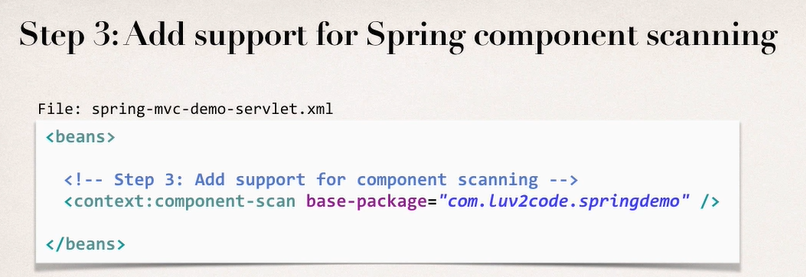 Step 3: Add support for Spring component scanning
File: spring-mvc-demo-servlet.xml
<beans>
<!-- Step 3: Add support for component scanning -->
<context:component-scan base-package="com.luv2code.springdemo" />
</beans>